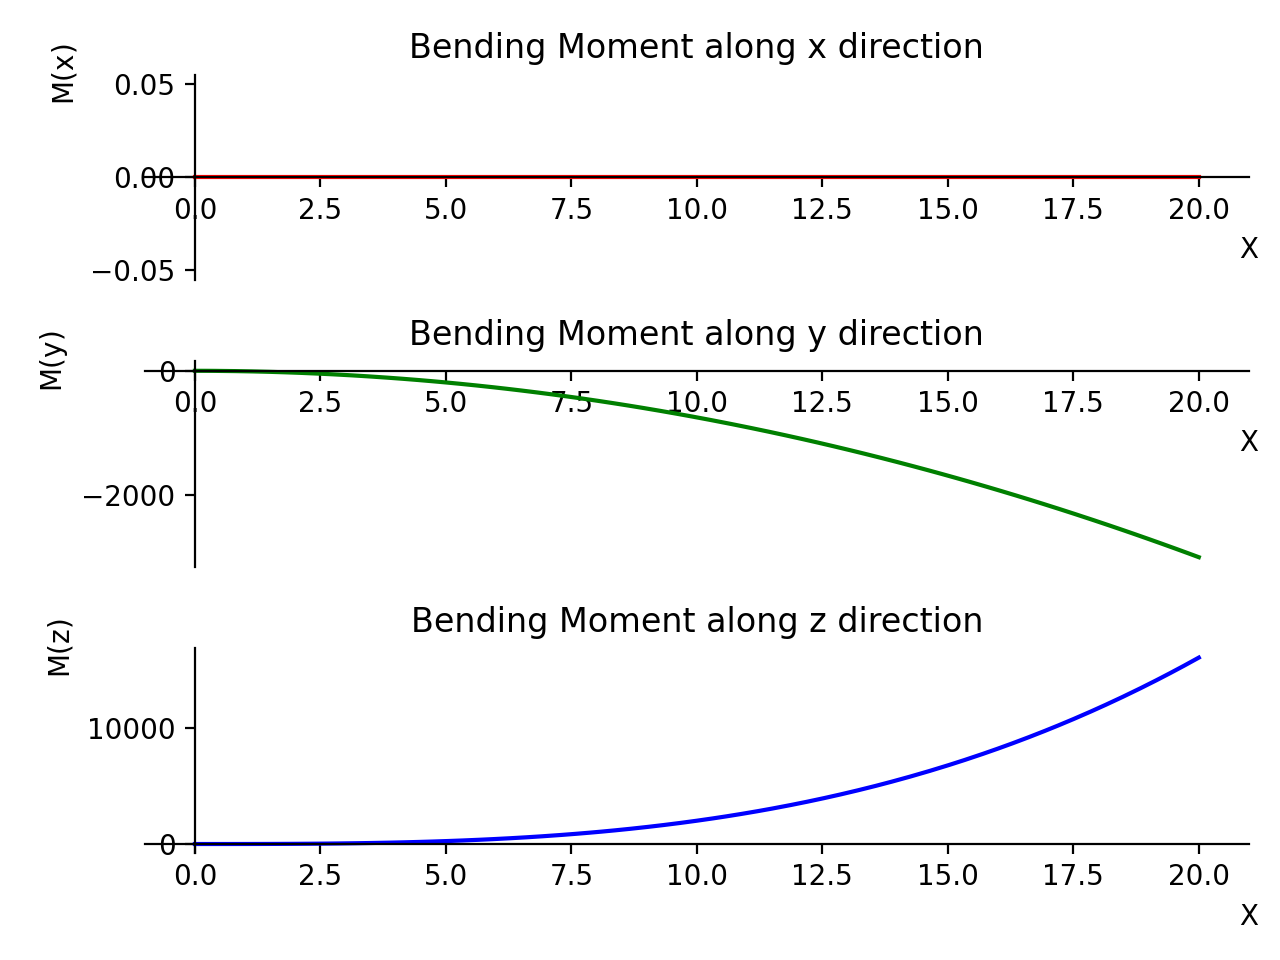 Bending Moment along x direction
M(x)
0.05
0.00
−0.05
0.0 2.5 5.0 7.5 10.0 12.5 15.0 17.5 20.0
X
Bending Moment along y direction
M(y)
0
−2000
0.0 2.5 5.0 7.5 10.0 12.5 15.0 17.5 20.0
X
Bending Moment along z direction
M(z)
10000
0
0.0 2.5 5.0 7.5 10.0 12.5 15.0 17.5 20.0
X